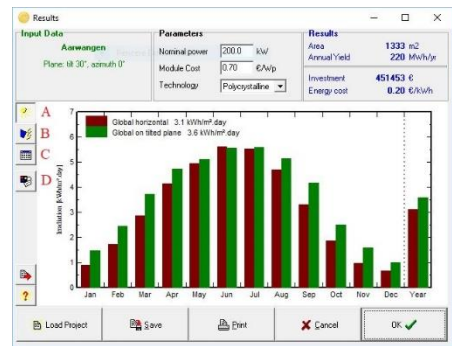 Results
Input Data
Aarwangen
Plane: tilt 30°, azimuth 0°
Parameters
Nominal power 200.0 kW
Module Cost 0.70 €/Wp
Technology Polycrystalline
Results
Area 1333 m2
Annual Yield 220 MWh/yr
Investment 451453 €
Energy cost 0.20 €/kWh
A
B
C
D
Global horizontal 3.1 kWh/m².day
Global on tilted plane 3.6 kWh/m².day
Irradiation [kWh/m².day]
7
6
5
4
3
2
1
0
Jan Feb Mar Apr May Jun Jul Aug Sep Oct Nov Dec Year
?
Load Project Save Print Cancel OK